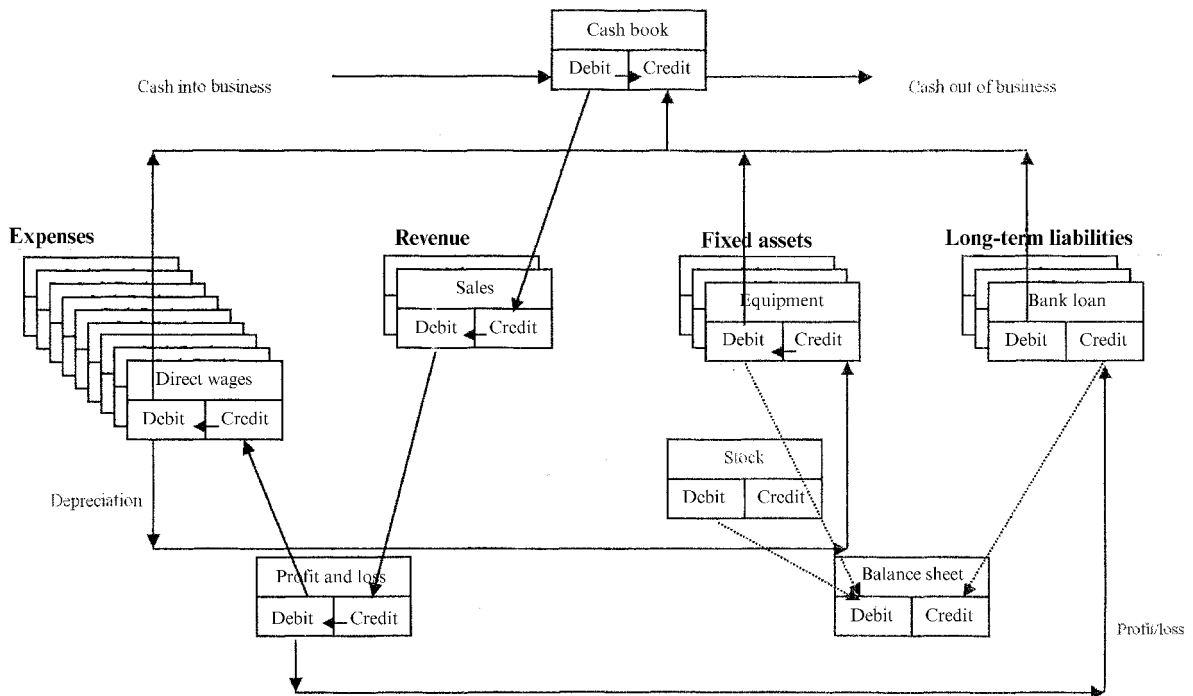 Cash book
Debit Credit
Cash into business
Cash out of business
Expenses
Revenue
Fixed assets
Long-term liabilities
Sales
Debit Credit
Equipment
Debit Credit
Bank loan
Debit Credit
Direct wages
Debit Credit
Stock
Debit Credit
Depreciation
Profit and loss
Debit Credit
Balance sheet
Debit Credit
Profit/loss